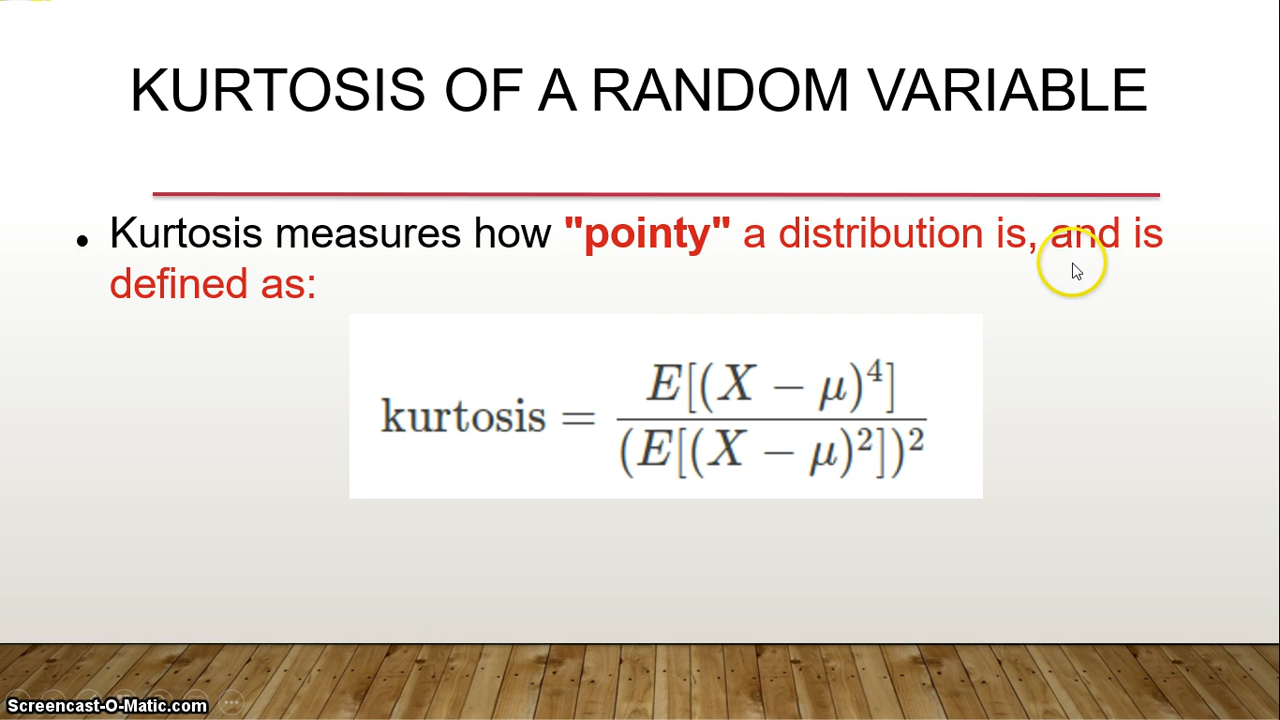 KURTOSIS OF A RANDOM VARIABLE
• Kurtosis measures how "pointy" a distribution is, and is
defined as:
kurtosis = E[(X − μ)⁴] / (E[(X − μ)²])²
Screencast-O-Matic.com